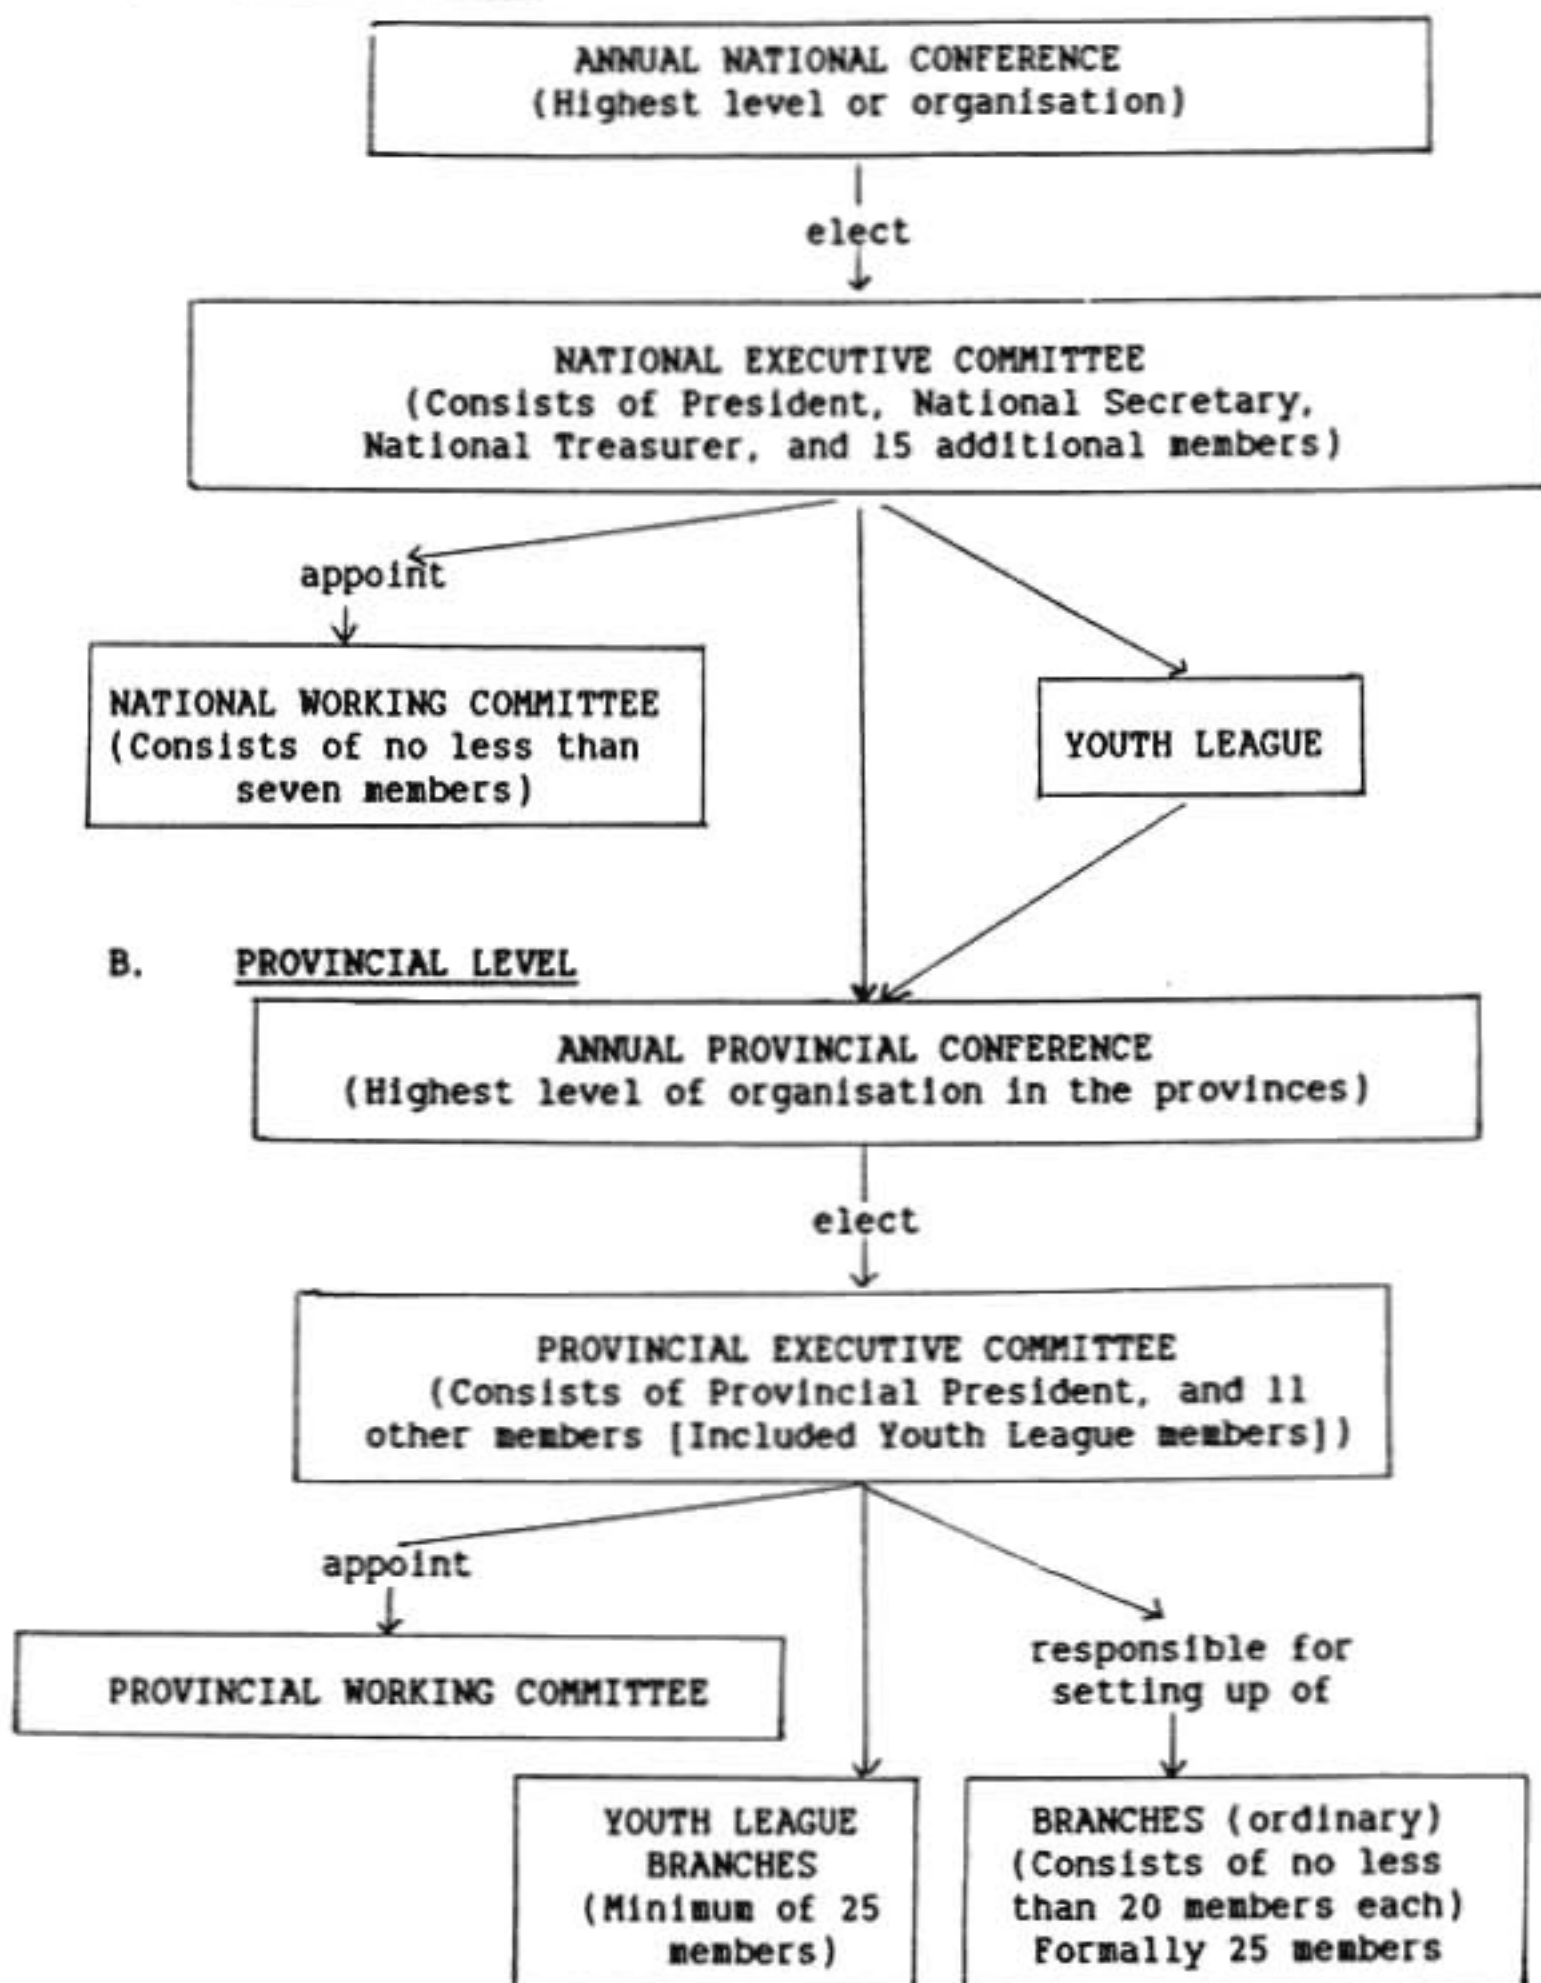 ANNUAL NATIONAL CONFERENCE
(Highest level or organisation)
elect
NATIONAL EXECUTIVE COMMITTEE
(Consists of President, National Secretary,
National Treasurer, and 15 additional members)
appoint
NATIONAL WORKING COMMITTEE
(Consists of no less than
seven members)
YOUTH LEAGUE
B. PROVINCIAL LEVEL
ANNUAL PROVINCIAL CONFERENCE
(Highest level of organisation in the provinces)
elect
PROVINCIAL EXECUTIVE COMMITTEE
(Consists of Provincial President, and 11
other members [Included Youth League members])
appoint
PROVINCIAL WORKING COMMITTEE
responsible for
setting up of
YOUTH LEAGUE
BRANCHES
(Minimum of 25
members)
BRANCHES (ordinary)
(Consists of no less
than 20 members each)
Formally 25 members